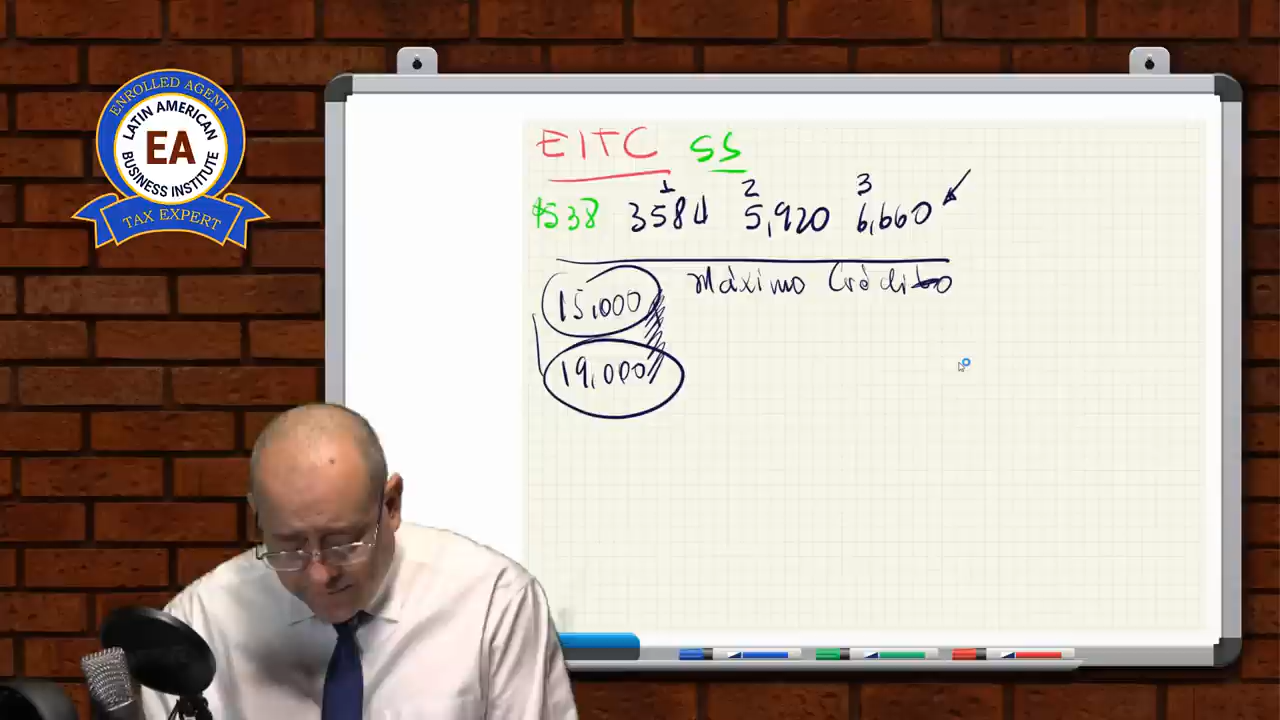 ENROLLED AGENT
LATIN AMERICAN
EA
BUSINESS INSTITUTE
TAX EXPERT
EITC SS
1 2 3
$538 3584 5,920 6,660
Máximo Crédito
15,000
19,000